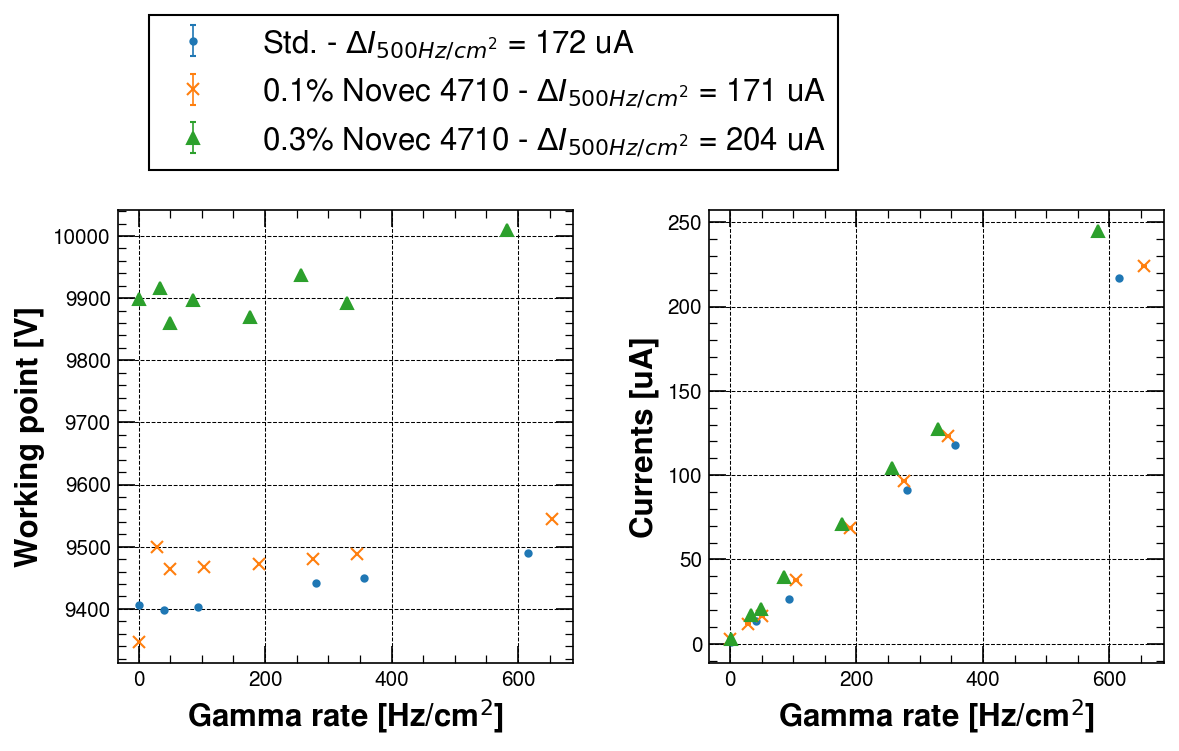 Std. - ΔI500Hz/cm² = 172 uA
0.1% Novec 4710 - ΔI500Hz/cm² = 171 uA
0.3% Novec 4710 - ΔI500Hz/cm² = 204 uA
Working point [V]
10000
9900
9800
9700
9600
9500
9400
0 200 400 600
Gamma rate [Hz/cm²]
Currents [uA]
250
200
150
100
50
0
0 200 400 600
Gamma rate [Hz/cm²]